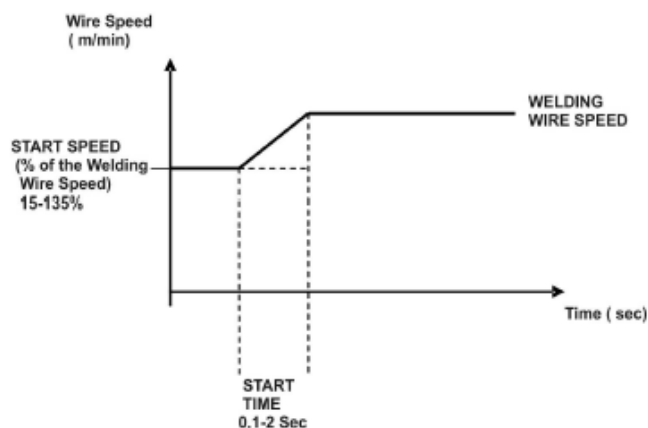 Wire Speed
( m/min)
WELDING
WIRE SPEED
START SPEED
(% of the Welding
Wire Speed)
15-135%
Time ( sec)
START
TIME
0.1-2 Sec